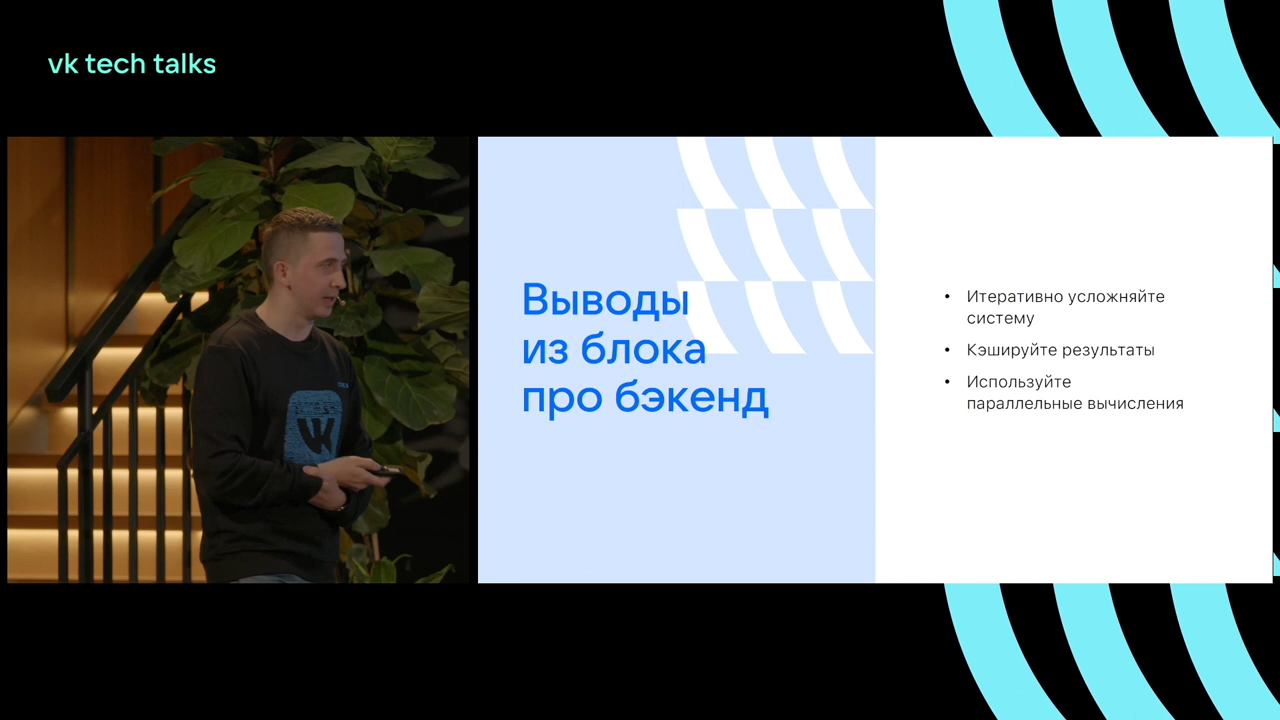 vk tech talks
Выводы
из блока
про бэкенд
• Итеративно усложняйте
систему
• Кэшируйте результаты
• Используйте
параллельные вычисления